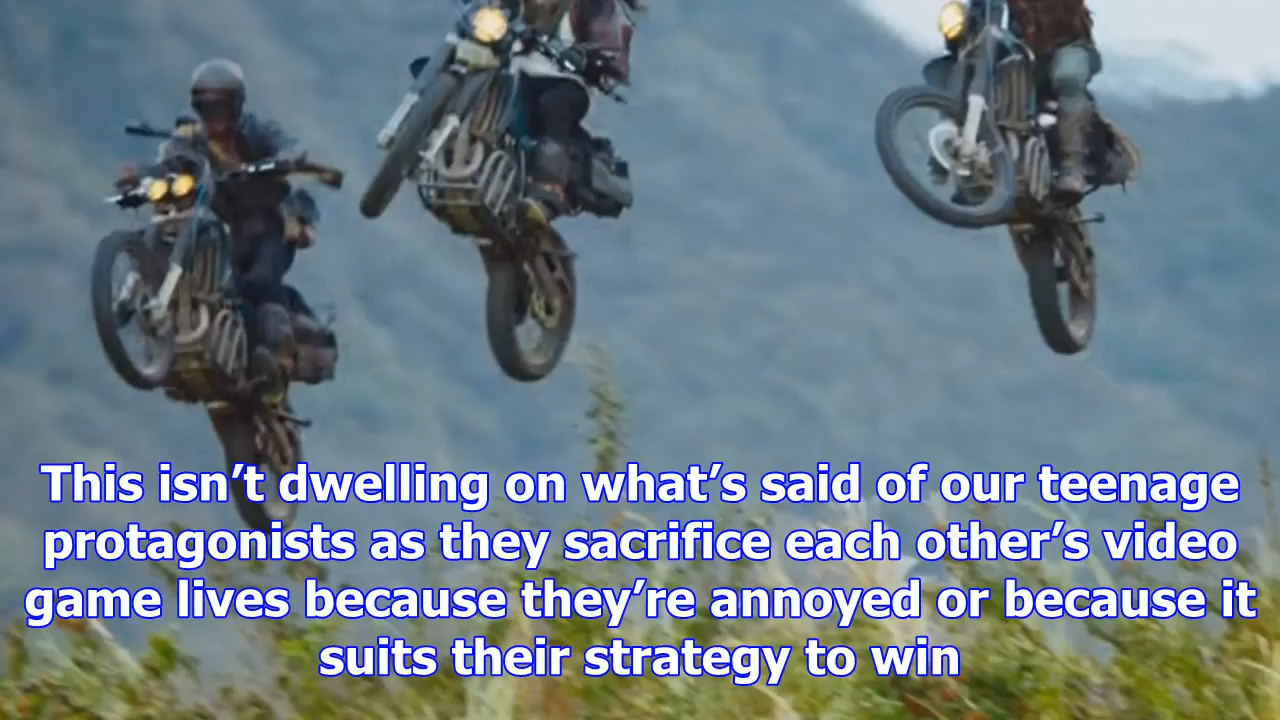 This isn’t dwelling on what’s said of our teenage
protagonists as they sacrifice each other’s video
game lives because they’re annoyed or because it
suits their strategy to win